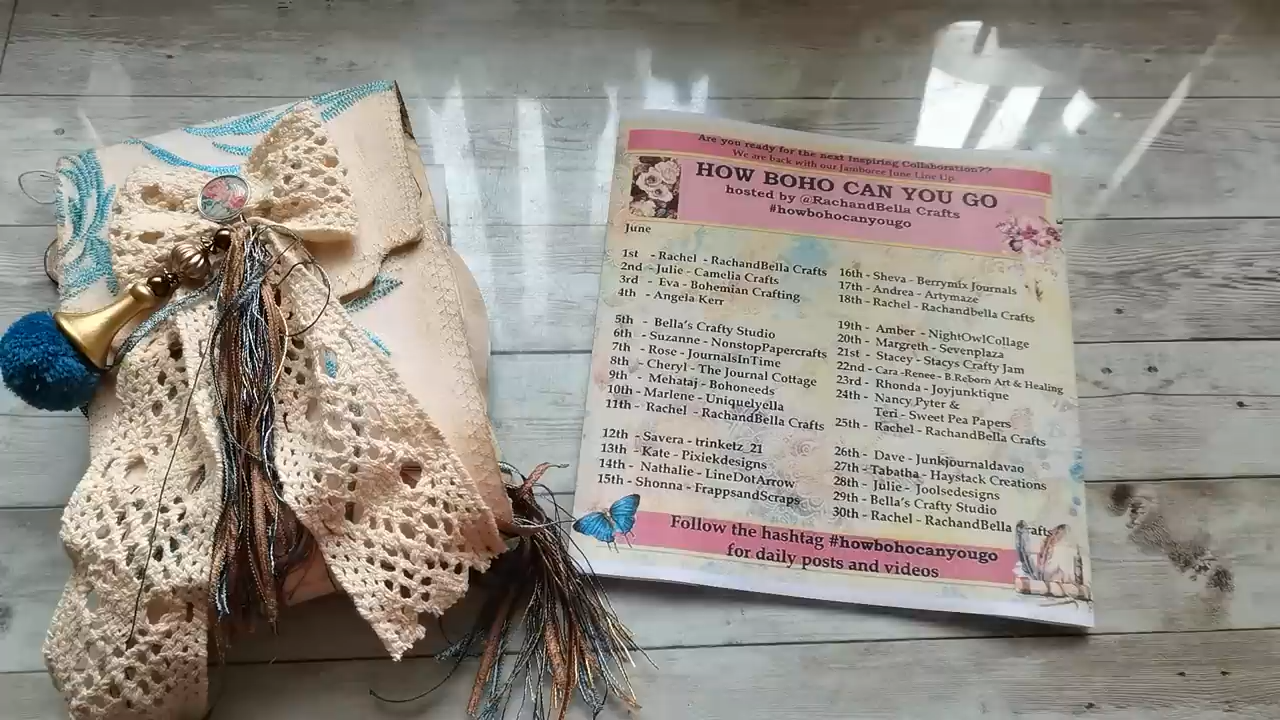 Are you ready for the next Inspiring Collaboration??
We are back with our Jamboree June Line Up.
HOW BOHO CAN YOU GO
hosted by @RachandBella Crafts
#howbohocanyougo
June
1st - Rachel - RachandBella Crafts
2nd - Julie - Camelia Crafts
3rd - Eva - Bohemian Crafting
4th - Angela Kerr
5th - Bella's Crafty Studio
6th - Suzanne - NonstopPapercrafts
7th - Rose - JournalsInTime
8th - Cheryl - The Journal Cottage
9th - Mehataj - Bohoneeds
10th - Marlene - Uniquelyella
11th - Rachel - RachandBella Crafts
12th - Savera - trinketz_21
13th - Kate - Pixiekdesigns
14th - Nathalie - LineDotArrow
15th - Shonna - FrappsandScraps
16th - Sheva - Berrymix Journals
17th - Andrea - Artymaze
18th - Rachel - Rachandbella Crafts
19th - Amber - NightOwlCollage
20th - Margreth - Sevenplaza
21st - Stacey - Stacys Crafty Jam
22nd - Cara-Renee - B.Reborn Art & Healing
23rd - Rhonda - Joyjunktique
24th - Nancy Pyter &
Teri - Sweet Pea Papers
25th - Rachel - RachandBella Crafts
26th - Dave - Junkjournaldavao
27th - Tabatha - Haystack Creations
28th - Julie - Joolsedesigns
29th - Bella's Crafty Studio
30th - Rachel - RachandBella Crafts
Follow the hashtag #howbohocanyougo
for daily posts and videos